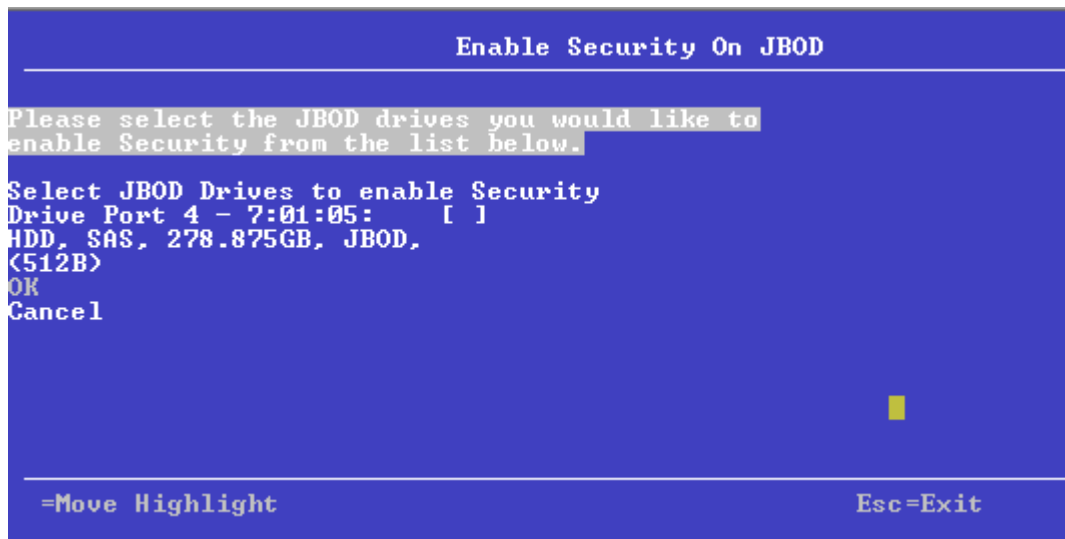 Enable Security On JBOD
Please select the JBOD drives you would like to
enable Security from the list below.
Select JBOD Drives to enable Security
Drive Port 4 - 7:01:05:    [ ]
HDD, SAS, 278.875GB, JBOD,
(512B)
OK
Cancel
=Move Highlight    Esc=Exit